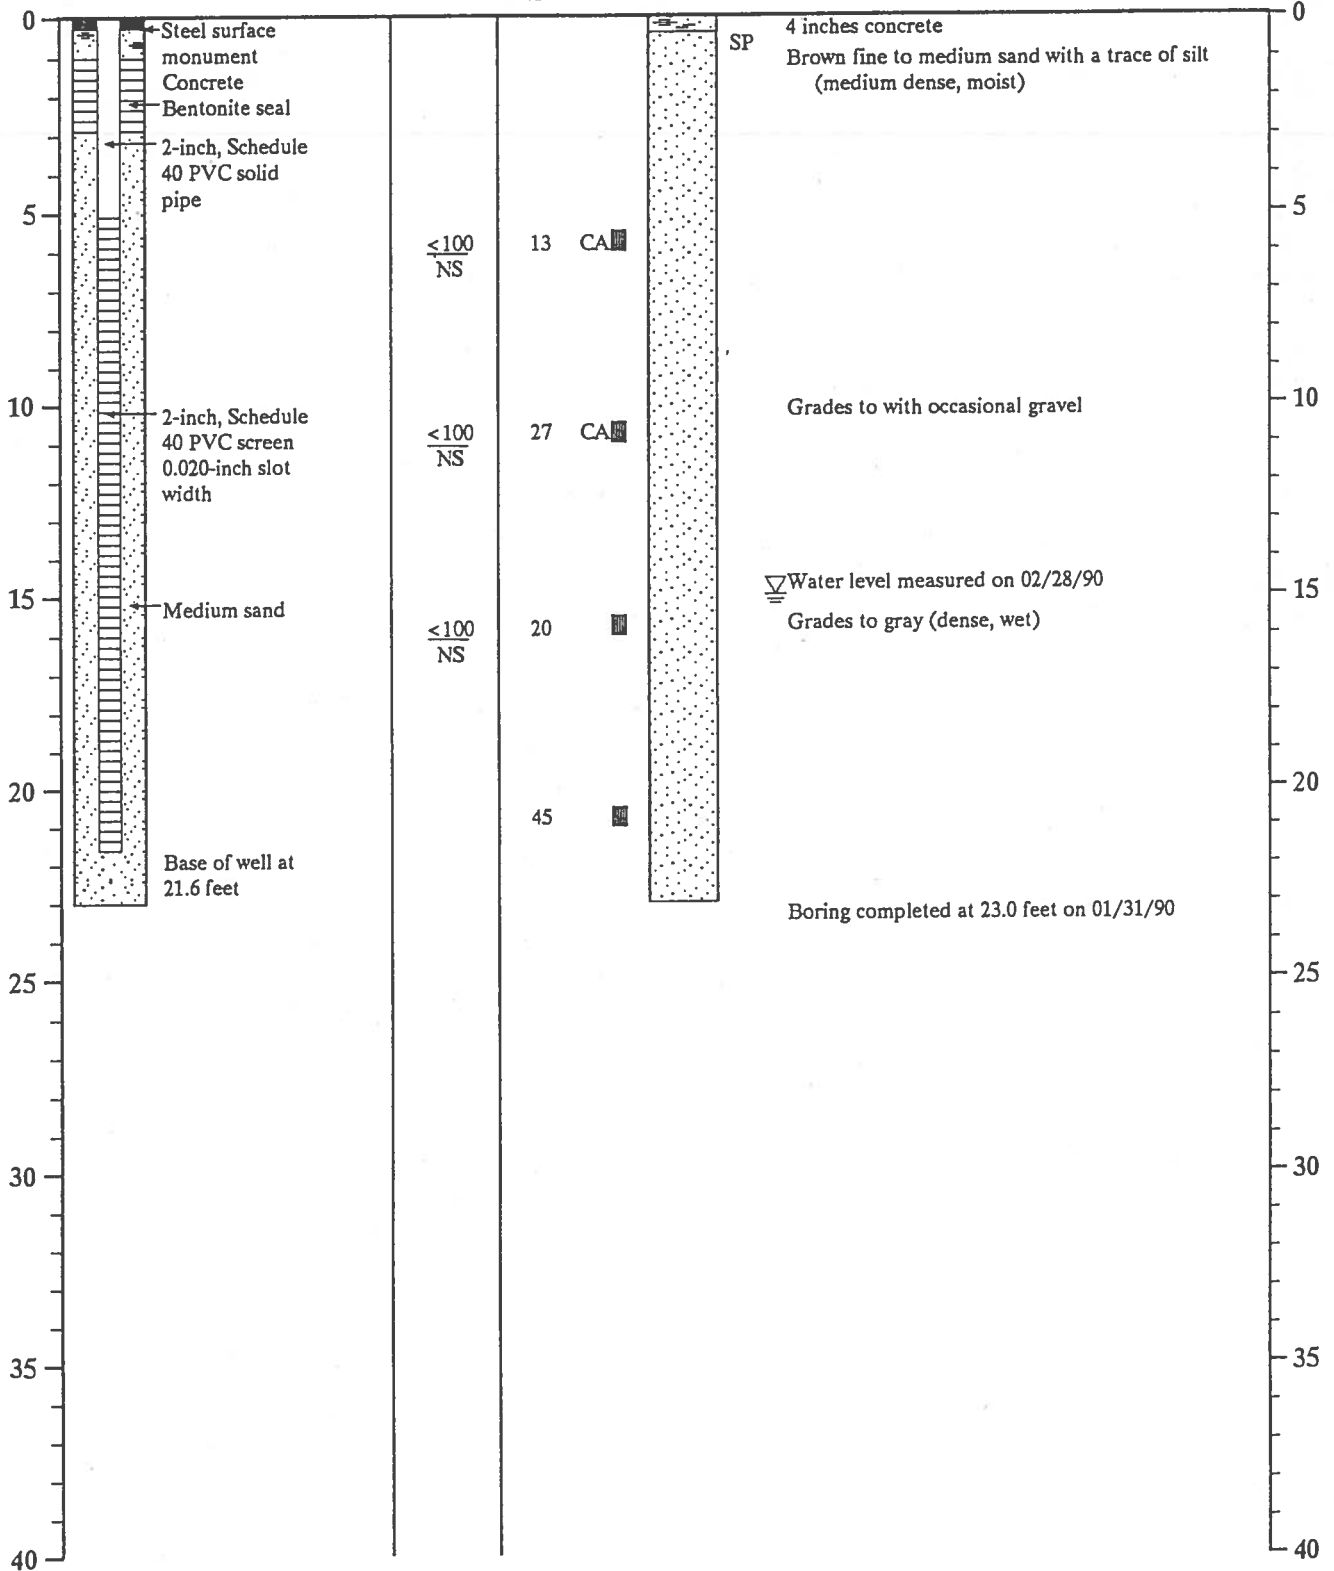 0
5
10
15
20
25
30
35
40
Steel surface
monument
Concrete
Bentonite seal
2-inch, Schedule
40 PVC solid
pipe
2-inch, Schedule
40 PVC screen
0.020-inch slot
width
Medium sand
Base of well at
21.6 feet
<100
NS
<100
NS
<100
NS
13 CA
27 CA
20
45
SP
4 inches concrete
Brown fine to medium sand with a trace of silt
(medium dense, moist)
Grades to with occasional gravel
Water level measured on 02/28/90
Grades to gray (dense, wet)
Boring completed at 23.0 feet on 01/31/90
0
5
10
15
20
25
30
35
40